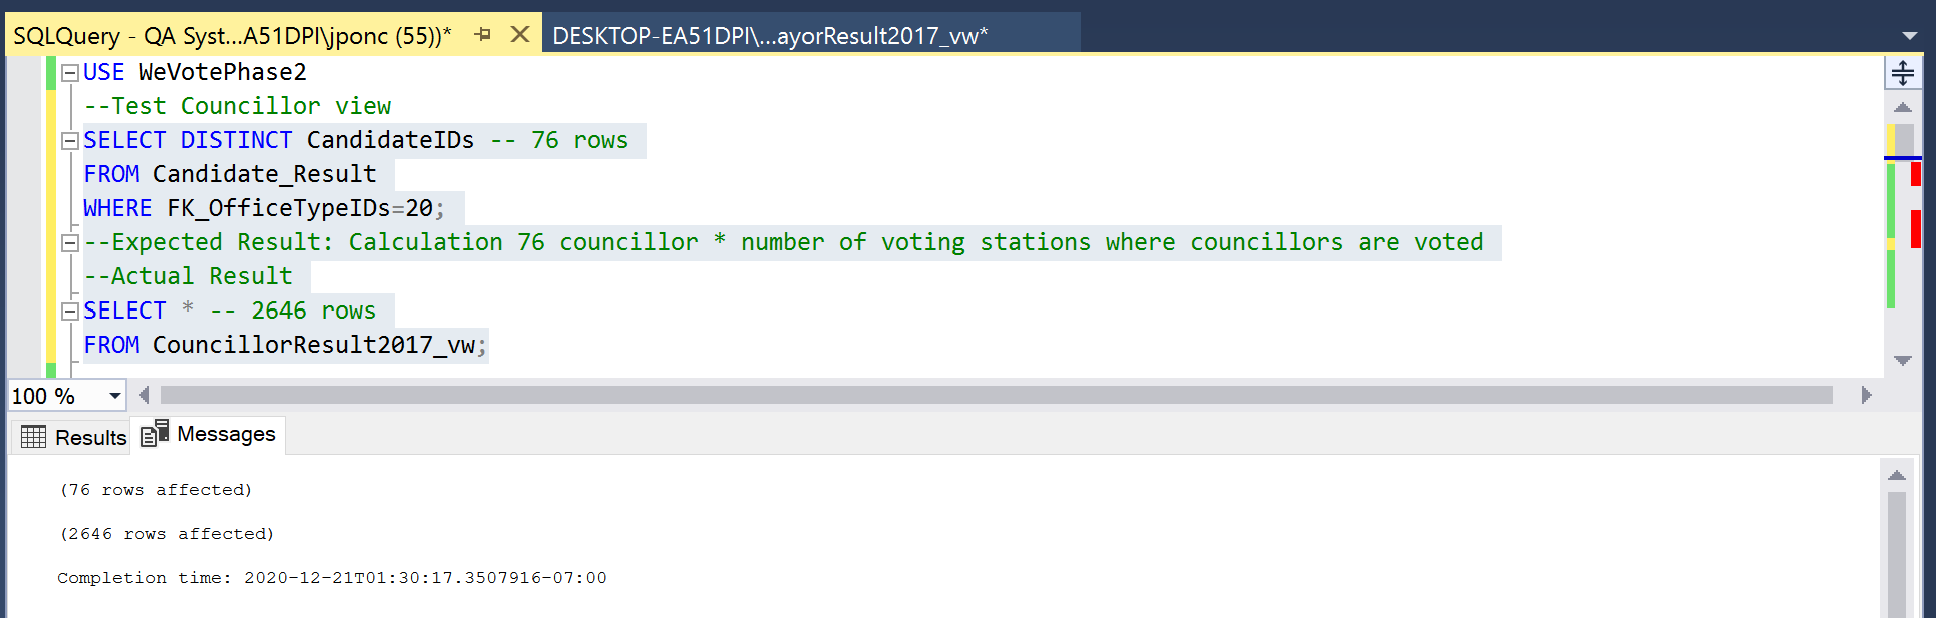 SQLQuery - QA Syst...A51DPI\jponc (55))*
DESKTOP-EA51DPI\...ayorResult2017_vw*
USE WeVotePhase2
--Test Councillor view
SELECT DISTINCT CandidateIDs -- 76 rows
FROM Candidate_Result
WHERE FK_OfficeTypeIDs=20;
--Expected Result: Calculation 76 councillor * number of voting stations where councillors are voted
--Actual Result
SELECT * -- 2646 rows
FROM CouncillorResult2017_vw;
100 %
Results
Messages
(76 rows affected)
(2646 rows affected)
Completion time: 2020-12-21T01:30:17.3507916-07:00